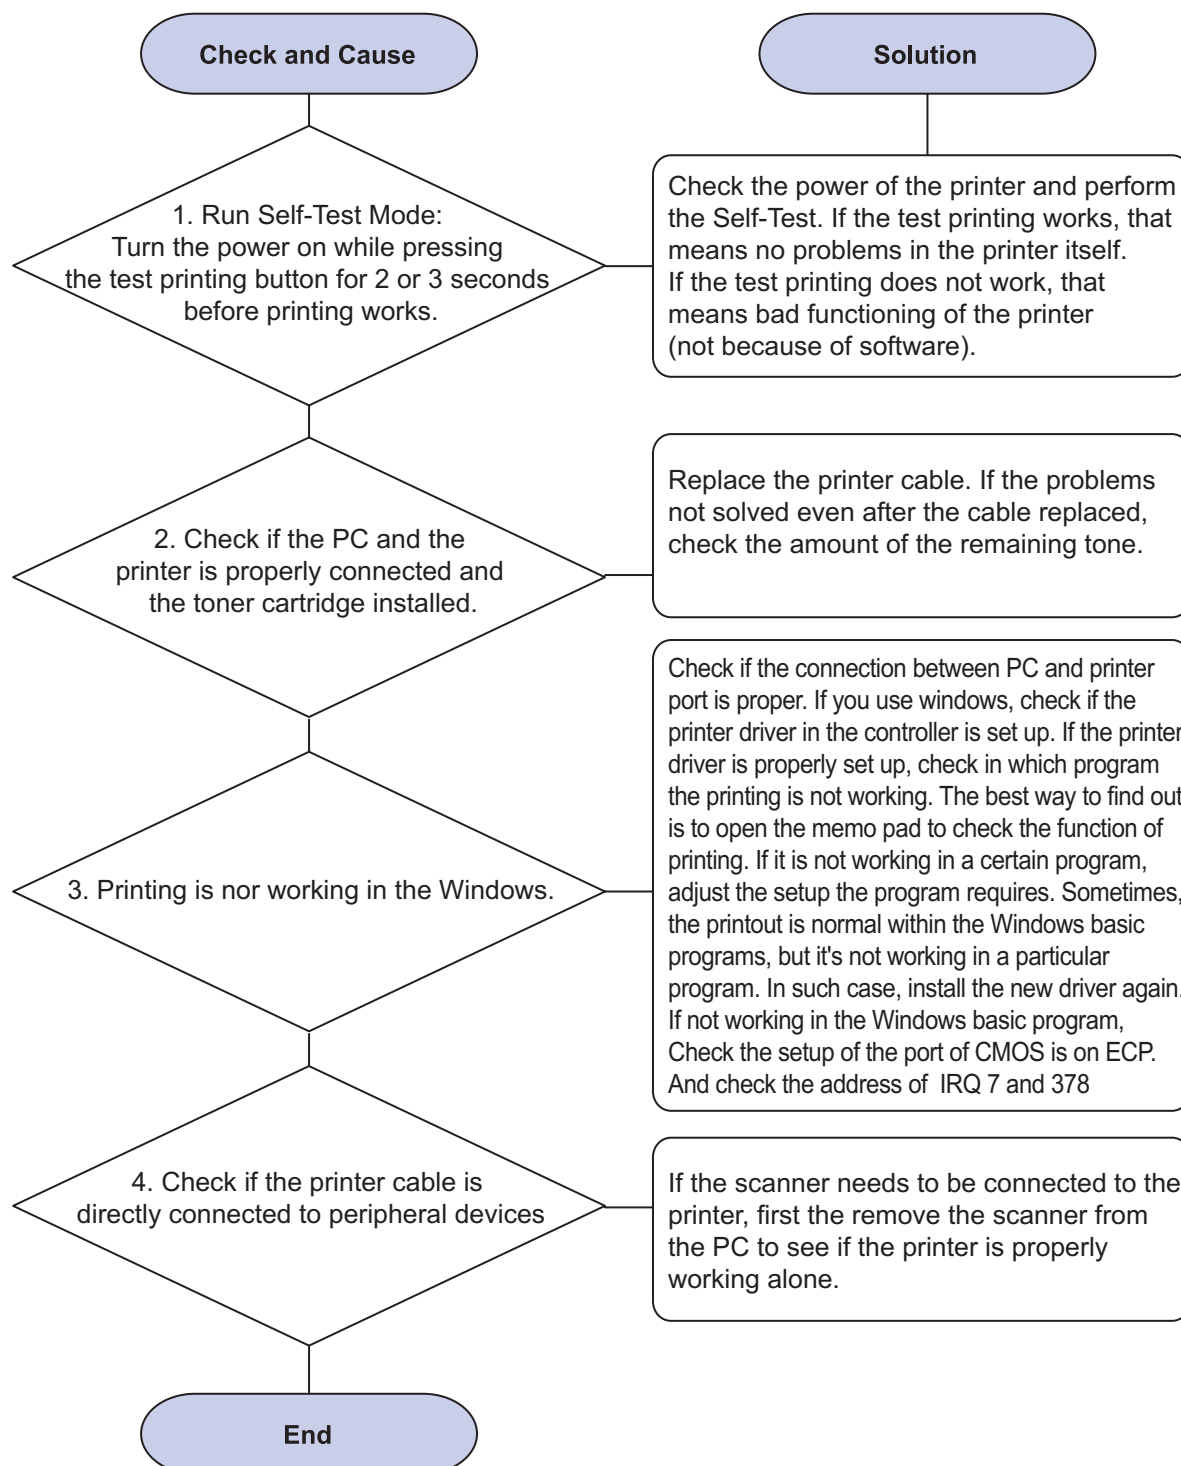 Check and Cause
Solution
1. Run Self-Test Mode:
Turn the power on while pressing
the test printing button for 2 or 3 seconds
before printing works.
Check the power of the printer and perform
the Self-Test. If the test printing works, that
means no problems in the printer itself.
If the test printing does not work, that
means bad functioning of the printer
(not because of software).
2. Check if the PC and the
printer is properly connected and
the toner cartridge installed.
Replace the printer cable. If the problems
not solved even after the cable replaced,
check the amount of the remaining tone.
3. Printing is nor working in the Windows.
Check if the connection between PC and printer
port is proper. If you use windows, check if the
printer driver in the controller is set up. If the printer
driver is properly set up, check in which program
the printing is not working. The best way to find out
is to open the memo pad to check the function of
printing. If it is not working in a certain program,
adjust the setup the program requires. Sometimes,
the printout is normal within the Windows basic
programs, but it's not working in a particular
program. In such case, install the new driver again.
If not working in the Windows basic program,
Check the setup of the port of CMOS is on ECP.
And check the address of IRQ 7 and 378
4. Check if the printer cable is
directly connected to peripheral devices
If the scanner needs to be connected to the
printer, first the remove the scanner from
the PC to see if the printer is properly
working alone.
End